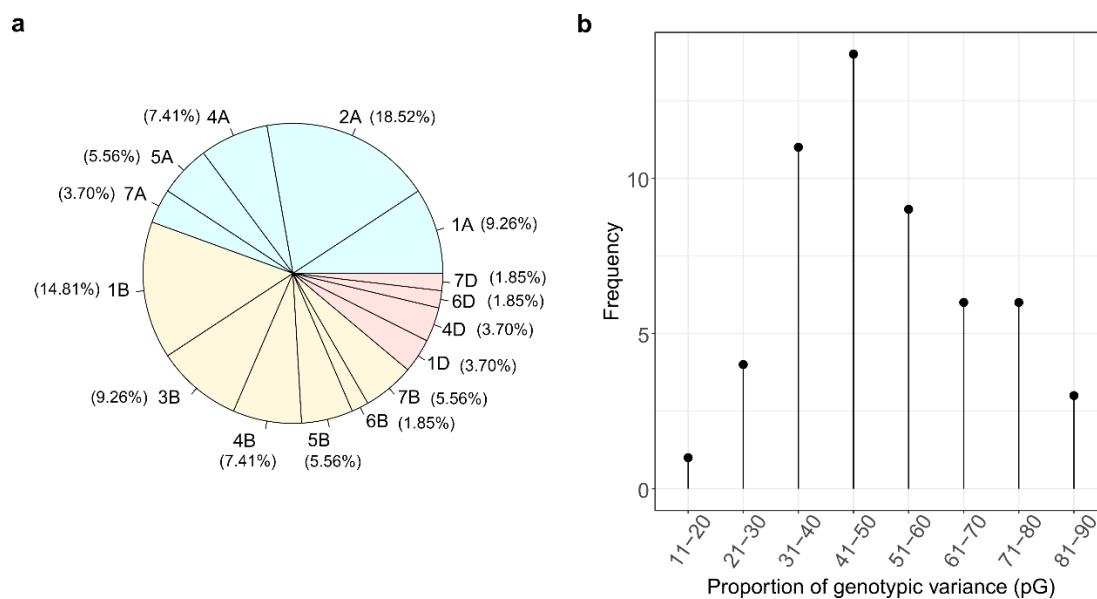 a
(7.41%) 4A
2A (18.52%)
(5.56%) 5A
(3.70%) 7A
1A (9.26%)
(14.81%) 1B
7D (1.85%)
6D (1.85%)
4D (3.70%)
1D (3.70%)
(9.26%) 3B
7B (5.56%)
6B (1.85%)
4B
(7.41%)
5B
(5.56%)
b
Frequency
10
5
0
11−20
21−30
31−40
41−50
51−60
61−70
71−80
81−90
Proportion of genotypic variance (pG)